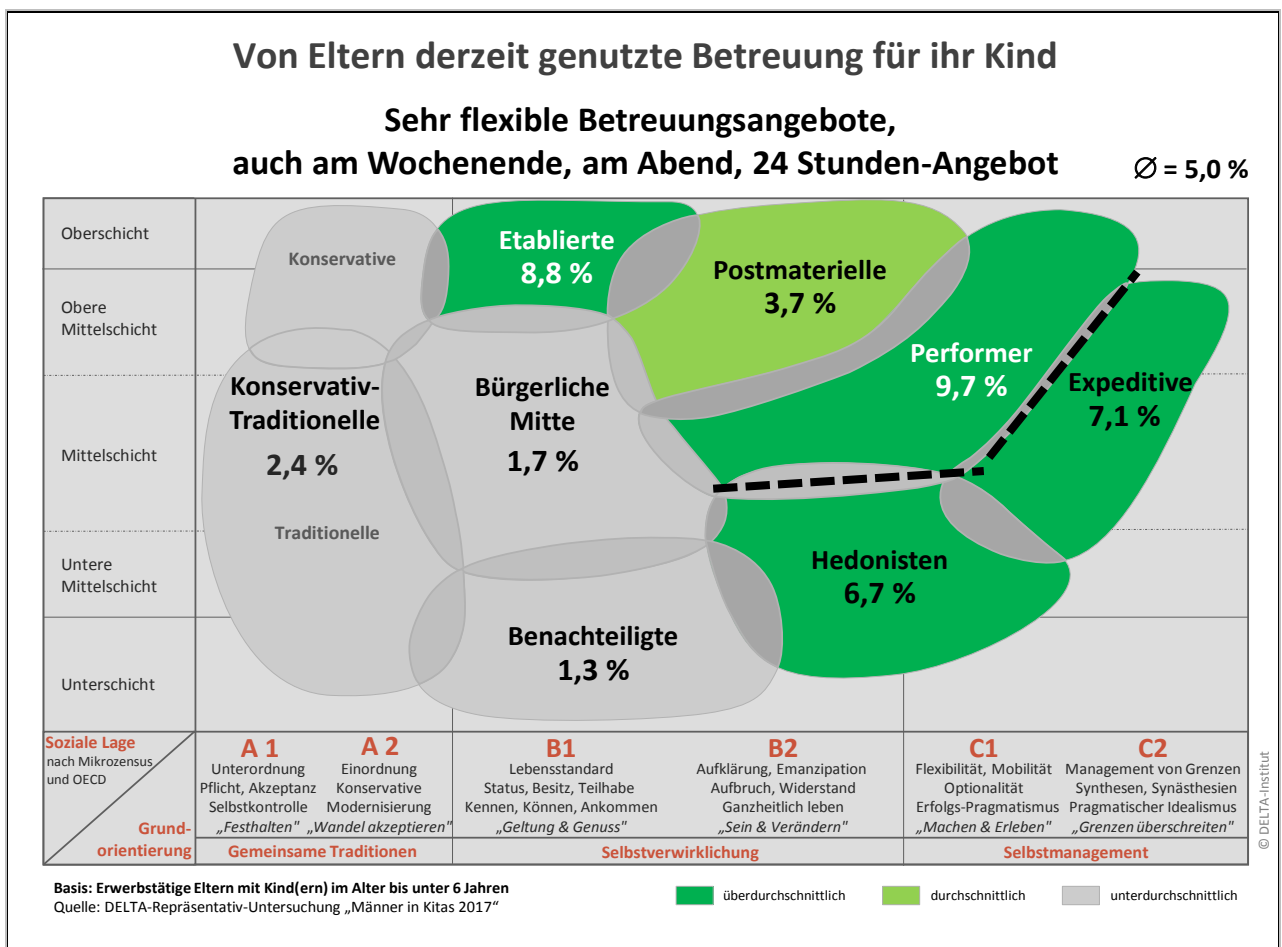 Von Eltern derzeit genutzte Betreuung für ihr Kind
Sehr flexible Betreuungsangebote,
auch am Wochenende, am Abend, 24 Stunden-Angebot
Ø = 5,0 %
Oberschicht
Obere
Mittelschicht
Mittelschicht
Untere
Mittelschicht
Unterschicht
Konservative
Etablierte
8,8 %
Postmaterielle
3,7 %
Performer
9,7 %
Expeditive
7,1 %
Konservativ-
Traditionelle
2,4 %
Traditionelle
Bürgerliche
Mitte
1,7 %
Hedonisten
6,7 %
Benachteiligte
1,3 %
Soziale Lage
nach Mikrozensus
und OECD
Grund-
orientierung
A 1
Unterordnung
Pflicht, Akzeptanz
Selbstkontrolle
„Festhalten"
A 2
Einordnung
Konservative
Modernisierung
„Wandel akzeptieren"
Gemeinsame Traditionen
B1
Lebensstandard
Status, Besitz, Teilhabe
Kennen, Können, Ankommen
„Geltung & Genuss"
B2
Aufklärung, Emanzipation
Aufbruch, Widerstand
Ganzheitlich leben
„Sein & Verändern"
Selbstverwirklichung
C1
Flexibilität, Mobilität
Optionalität
Erfolgs-Pragmatismus
„Machen & Erleben"
C2
Management von Grenzen
Synthesen, Synästhesien
Pragmatischer Idealismus
„Grenzen überschreiten"
Selbstmanagement
© DELTA-Institut
Basis: Erwerbstätige Eltern mit Kind(ern) im Alter bis unter 6 Jahren
Quelle: DELTA-Repräsentativ-Untersuchung „Männer in Kitas 2017“
überdurchschnittlich
durchschnittlich
unterdurchschnittlich